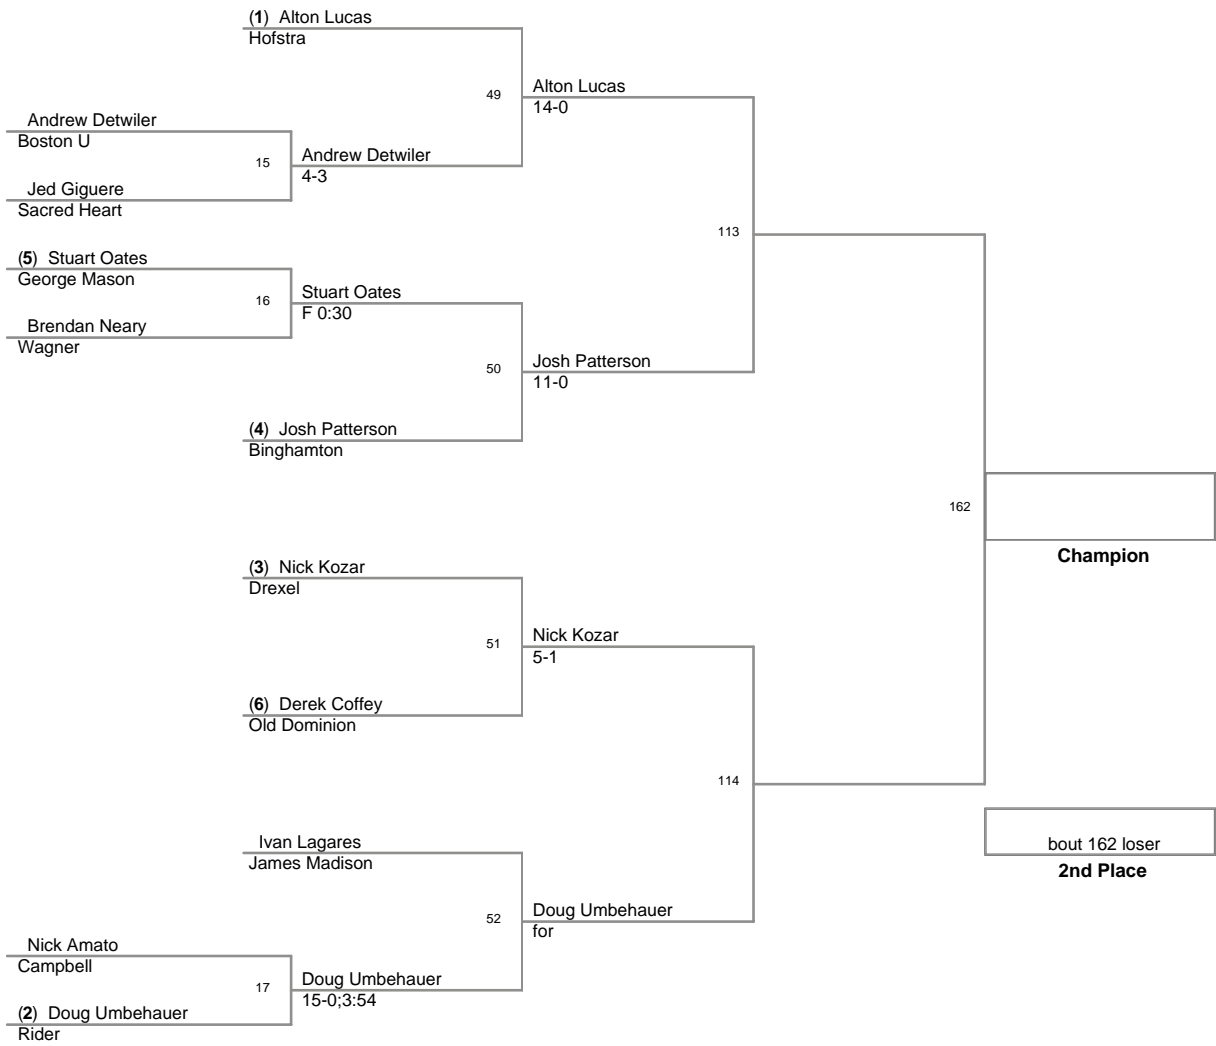 (1) Alton Lucas
Hofstra
49
Alton Lucas
14-0
Andrew Detwiler
Boston U
15
Andrew Detwiler
4-3
Jed Giguere
Sacred Heart
113
(5) Stuart Oates
George Mason
16
Stuart Oates
F 0:30
Brendan Neary
Wagner
50
Josh Patterson
11-0
(4) Josh Patterson
Binghamton
162
Champion
(3) Nick Kozar
Drexel
51
Nick Kozar
5-1
(6) Derek Coffey
Old Dominion
114
bout 162 loser
2nd Place
Ivan Lagares
James Madison
52
Doug Umbehauer
for
Nick Amato
Campbell
17
Doug Umbehauer
15-0;3:54
(2) Doug Umbehauer
Rider